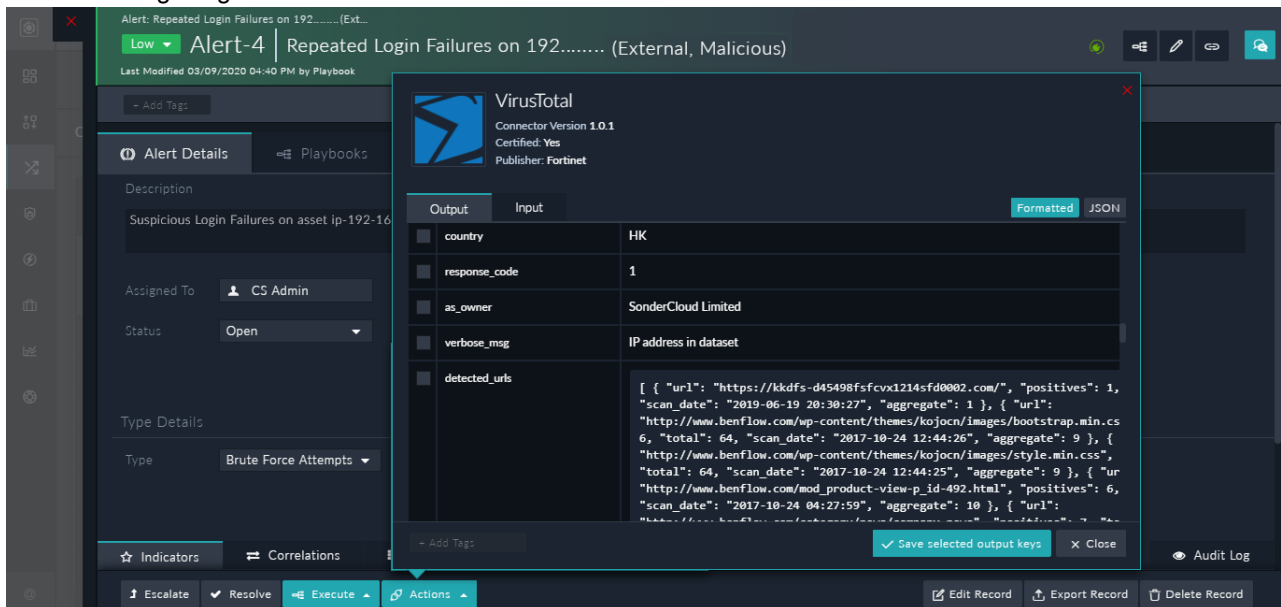 Alert: Repeated Login Failures on 192........(Ext...
Low Alert-4 Repeated Login Failures on 192........ (External, Malicious)
Last Modified 03/09/2020 04:40 PM by Playbook
+ Add Tags
Alert Details Playbooks
Description
Suspicious Login Failures on asset ip-192-16
Assigned To CS Admin
Status Open
Type Details
Type Brute Force Attempts
Indicators Correlations
Audit Log
VirusTotal
Connector Version 1.0.1
Certified: Yes
Publisher: Fortinet
Output Input Formatted JSON
country HK
response_code 1
as_owner SonderCloud Limited
verbose_msg IP address in dataset
detected_urls
[ { "url": "https://kkdfs-d45498fsfcvx1214sfd0002.com/", "positives": 1,
"scan_date": "2019-06-19 20:30:27", "aggregate": 1 }, { "url":
"http://www.benflow.com/wp-content/themes/kojocn/images/bootstrap.min.cs
6, "total": 64, "scan_date": "2017-10-24 12:44:26", "aggregate": 9 }, {
"http://www.benflow.com/wp-content/themes/kojocn/images/style.min.css",
"total": 64, "scan_date": "2017-10-24 12:44:25", "aggregate": 9 }, { "ur
"http://www.benflow.com/mod_product-view-p_id-492.html", "positives": 6,
"scan_date": "2017-10-24 04:27:59", "aggregate": 10 }, { "url":
+ Add Tags Save selected output keys Close
Escalate Resolve Execute Actions Edit Record Export Record Delete Record